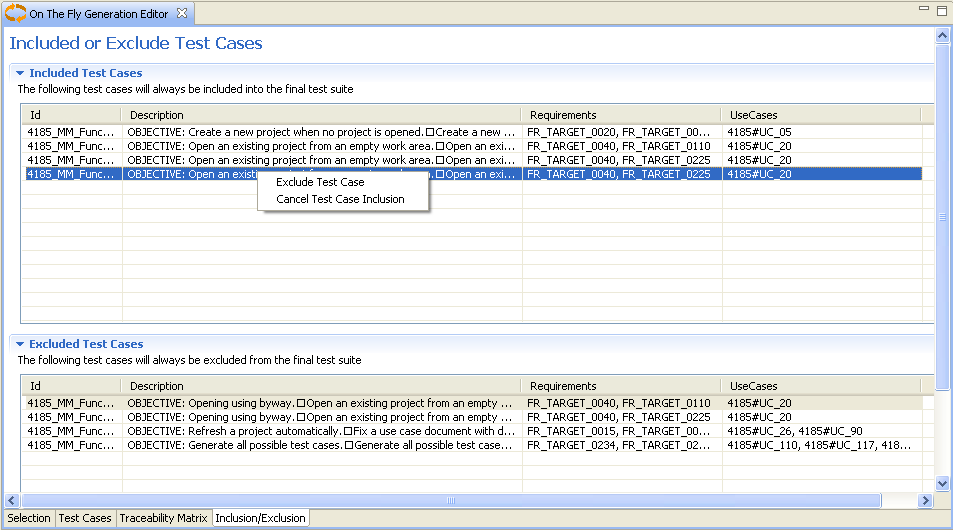 On The Fly Generation Editor
Included or Exclude Test Cases
Included Test Cases
The following test cases will always be included into the final test suite
Id Description Requirements UseCases
4185_MM_Func... OBJECTIVE: Create a new project when no project is opened.□Create a new ... FR_TARGET_0020, FR_TARGET_00... 4185#UC_05
4185_MM_Func... OBJECTIVE: Open an existing project from an empty work area.□Open an exi... FR_TARGET_0040, FR_TARGET_0110 4185#UC_20
4185_MM_Func... OBJECTIVE: Open an existing project from an empty work area.□Open an exi... FR_TARGET_0040, FR_TARGET_0225 4185#UC_20
4185_MM_Func... OBJECTIVE: Open an existing □Open an exi... FR_TARGET_0040, FR_TARGET_0225 4185#UC_20
Exclude Test Case
Cancel Test Case Inclusion
Excluded Test Cases
The following test cases will always be excluded from the final test suite
Id Description Requirements UseCases
4185_MM_Func... OBJECTIVE: Opening using byway.□Open an existing project from an empty ... FR_TARGET_0040, FR_TARGET_0110 4185#UC_20
4185_MM_Func... OBJECTIVE: Opening using byway.□Open an existing project from an empty ... FR_TARGET_0040, FR_TARGET_0225 4185#UC_20
4185_MM_Func... OBJECTIVE: Refresh a project automatically.□Fix a use case document with d... FR_TARGET_0015, FR_TARGET_00... 4185#UC_26, 4185#UC_90
4185_MM_Func... OBJECTIVE: Generate all possible test cases.□Generate all possible test case... FR_TARGET_0234, FR_TARGET_02... 4185#UC_110, 4185#UC_117, 418...
Selection Test Cases Traceability Matrix Inclusion/Exclusion